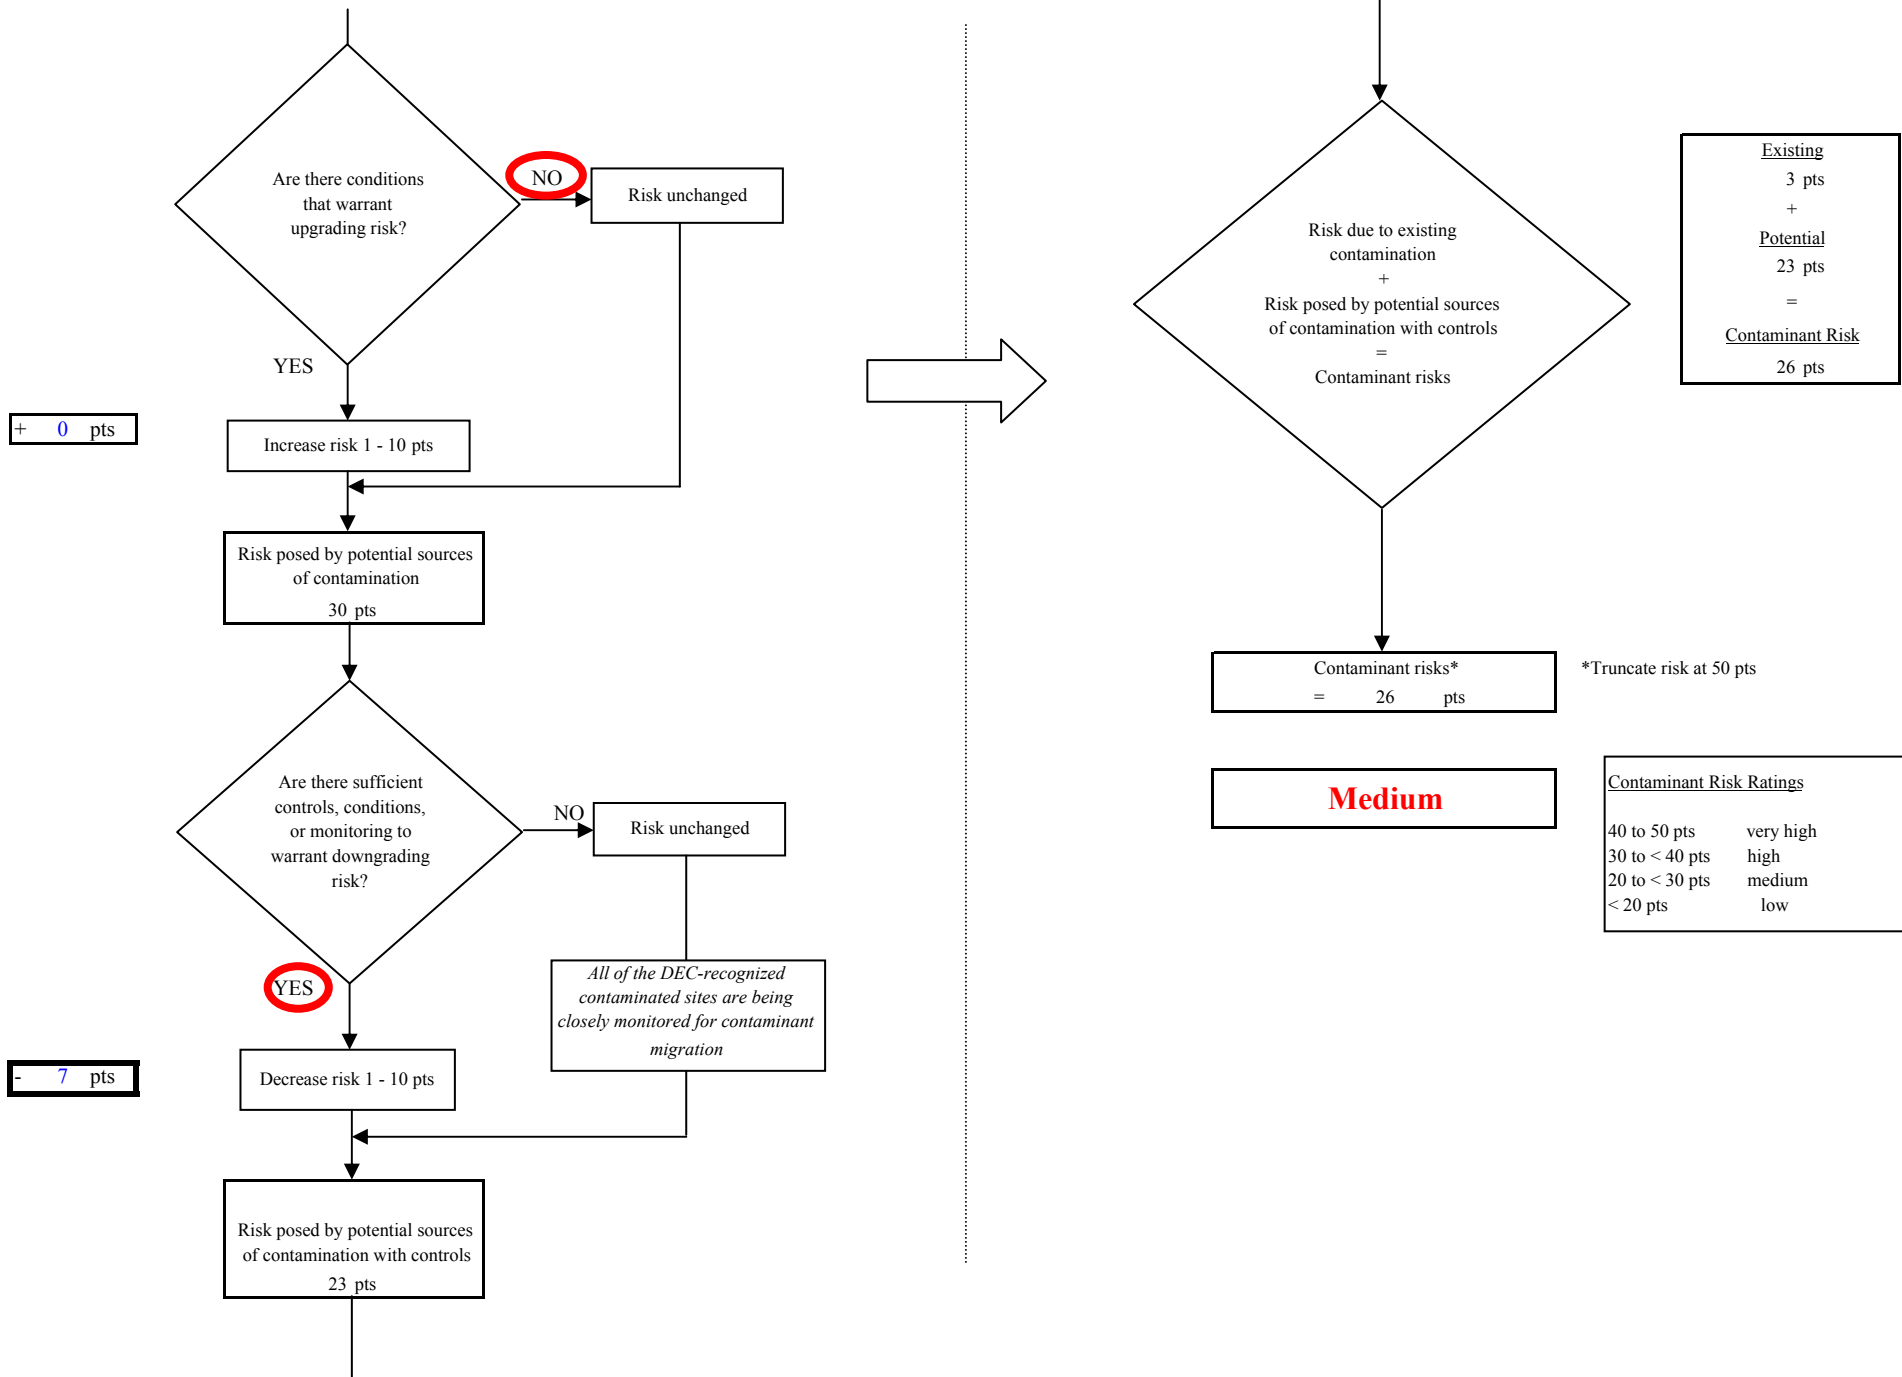 Are there conditions
that warrant
upgrading risk?
NO
Risk unchanged
YES
+ 0 pts
Increase risk 1 - 10 pts
Risk posed by potential sources
of contamination
30 pts
Are there sufficient
controls, conditions,
or monitoring to
warrant downgrading
risk?
NO
Risk unchanged
YES
All of the DEC-recognized
contaminated sites are being
closely monitored for contaminant
migration
- 7 pts
Decrease risk 1 - 10 pts
Risk posed by potential sources
of contamination with controls
23 pts
Risk due to existing
contamination
+
Risk posed by potential sources
of contamination with controls
=
Contaminant risks
Existing
3 pts
+
Potential
23 pts
=
Contaminant Risk
26 pts
Contaminant risks*
= 26 pts
*Truncate risk at 50 pts
Medium
Contaminant Risk Ratings
40 to 50 pts very high
30 to < 40 pts high
20 to < 30 pts medium
< 20 pts low